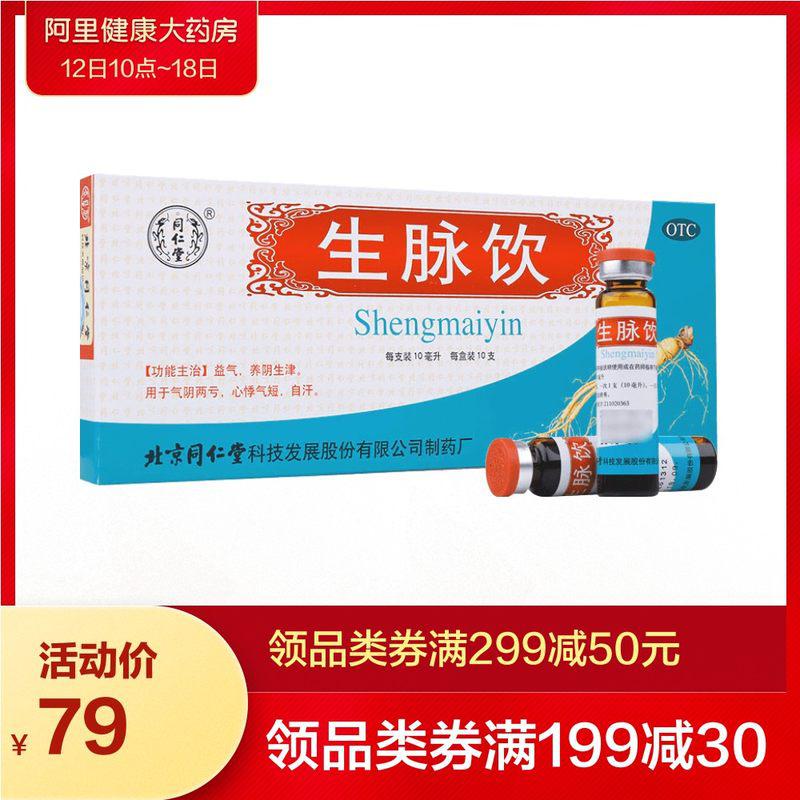 阿里健康大药房
12日10点~18日
同仁堂
®
生脉饮
OTC
Shengmaiyin
每支装10毫升 每盒装10支
【功能主治】益气，养阴生津。
用于气阴两亏，心悸气短，自汗。
北京同仁堂科技发展股份有限公司制药厂
北京同仁堂
生脉饮
Shengmaiyin
脉饮
活动价
¥79
领品类券满299减50元
领品类券满199减30